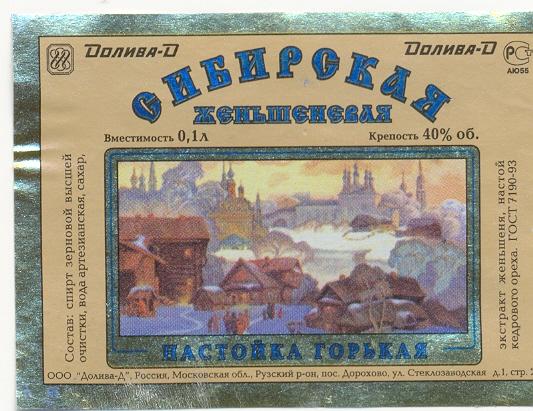 Долива-D
Долива-D
РСТ
АЮ55
СИБИРСКАЯ
ЖЕНЬШЕНЕВАЯ
Вместимость 0,1л
Крепость 40% об.
Состав: спирт зерновой высшей
очистки, вода артезианская, сахар,
экстракт женьшеня, настой
кедрового ореха. ГОСТ 7190-93
НАСТОЙКА ГОРЬКАЯ
ООО "Долива-Д", Россия, Московская обл., Рузский р-он, пос. Дорохово, ул. Стеклозаводская д.1, стр.